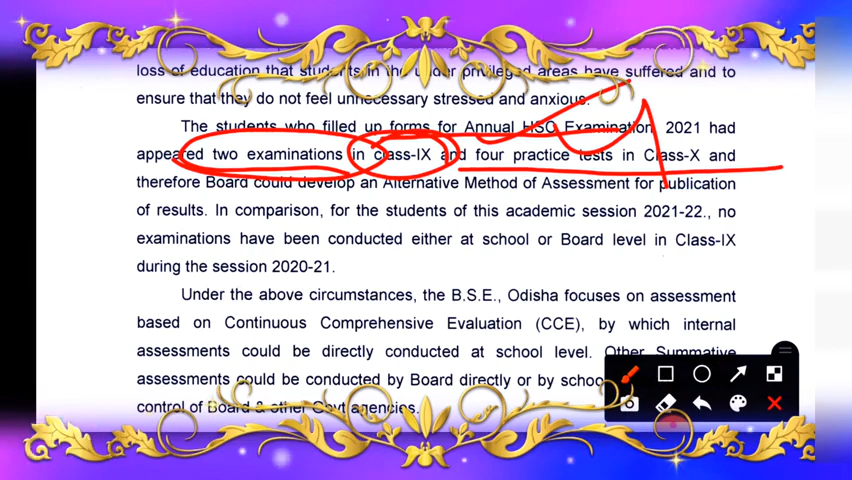 loss of education that students in the under privileged areas have suffered and to
ensure that they do not feel unnecessary stressed and anxious.
The students who filled up forms for Annual HSC Examination, 2021 had
appeared two examinations in class-IX and four practice tests in Class-X and
therefore Board could develop an Alternative Method of Assessment for publication
of results. In comparison, for the students of this academic session 2021-22., no
examinations have been conducted either at school or Board level in Class-IX
during the session 2020-21.
Under the above circumstances, the B.S.E., Odisha focuses on assessment
based on Continuous Comprehensive Evaluation (CCE), by which internal
assessments could be directly conducted at school level. Other Summative
assessments could be conducted by Board directly or by schoo
control of Board & other Govt agencies.